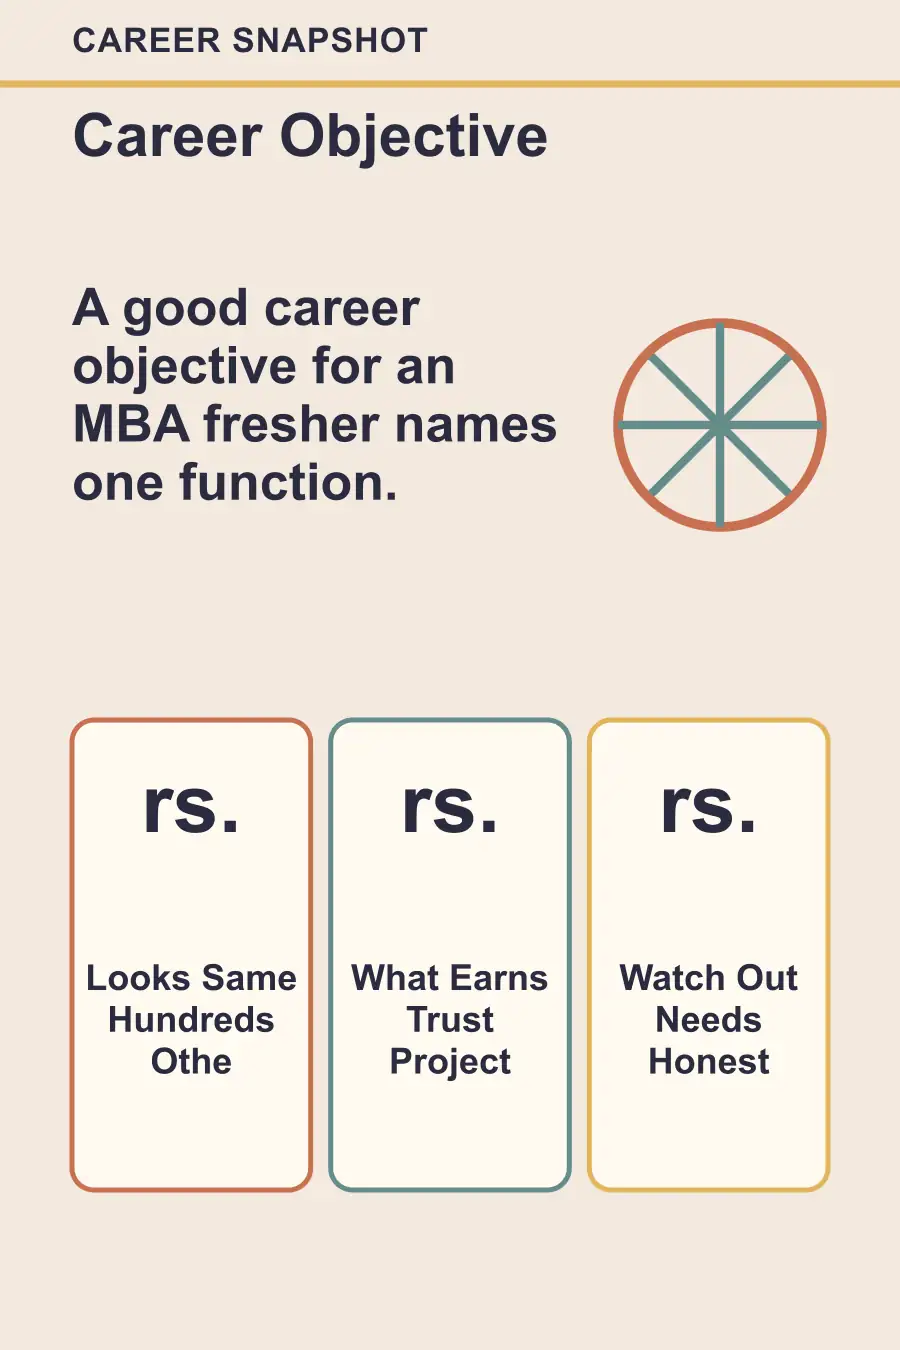 CAREER SNAPSHOT
Career Objective
A good career
objective for an
MBA fresher names
one function.
rs.
Looks Same
Hundreds
Othe
rs.
What Earns
Trust
Project
rs.
Watch Out
Needs
Honest